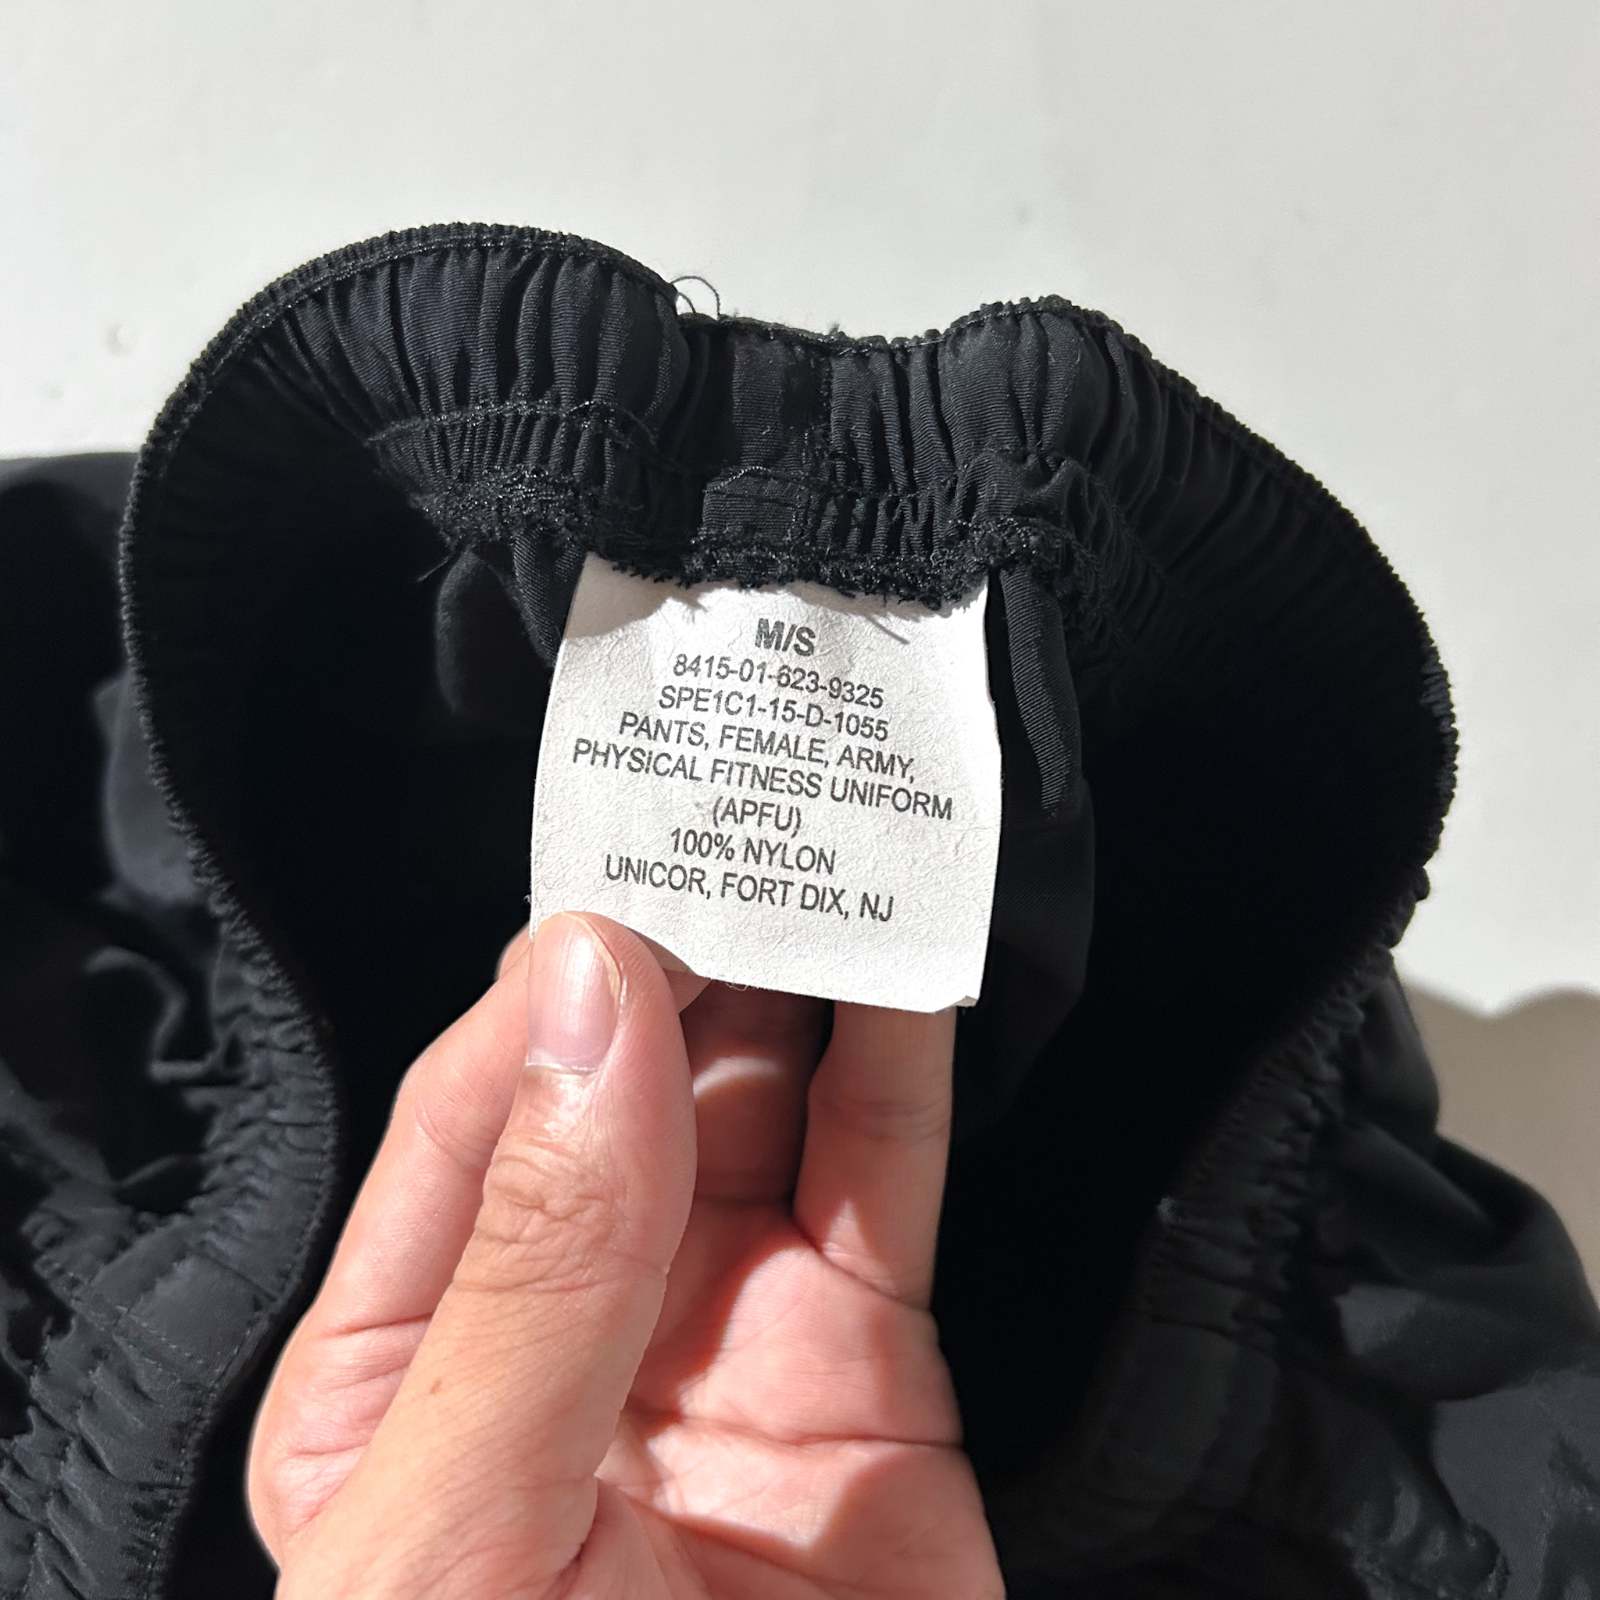 M/S
8415-01-623-9325
SPE1C1-15-D-1055
PANTS, FEMALE, ARMY,
PHYSICAL FITNESS UNIFORM
(APFU)
100% NYLON
UNICOR, FORT DIX, NJ